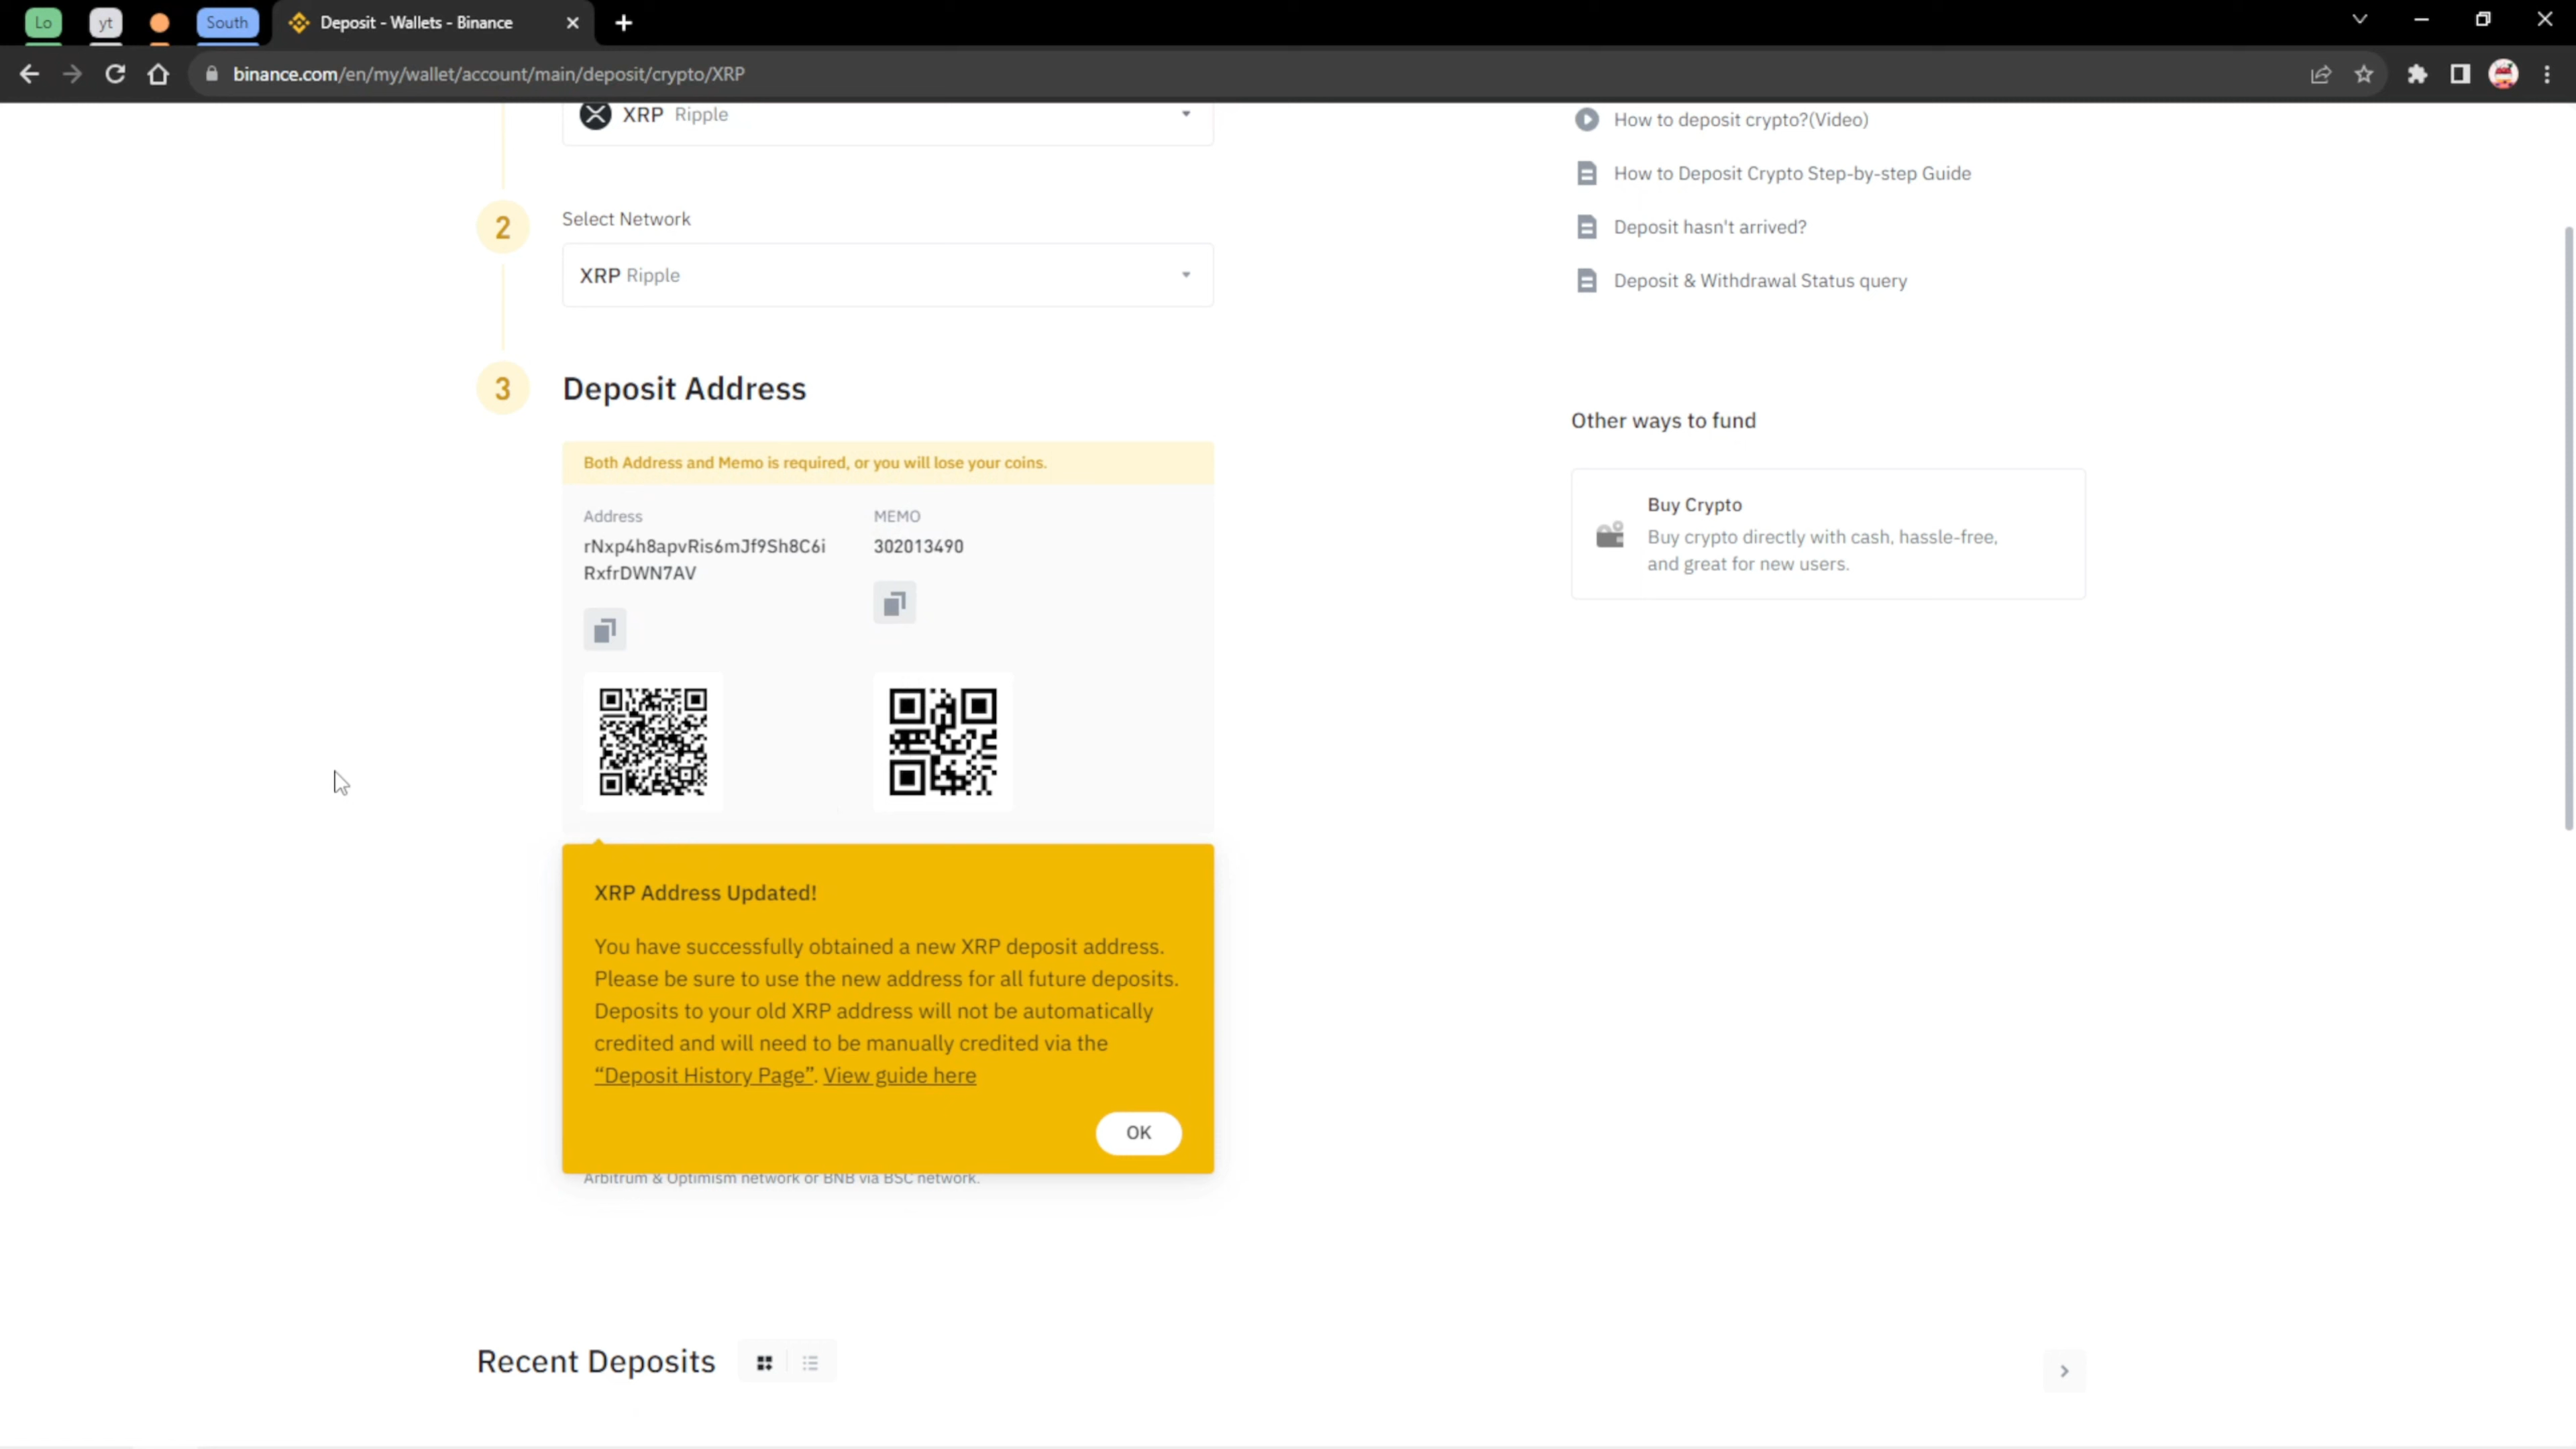 Lo
yt
South
Deposit - Wallets - Binance
binance.com/en/my/wallet/account/main/deposit/crypto/XRP
XRP Ripple
How to deposit crypto?(Video)
How to Deposit Crypto Step-by-step Guide
2
Select Network
Deposit hasn't arrived?
XRP Ripple
Deposit & Withdrawal Status query
3
Deposit Address
Other ways to fund
Both Address and Memo is required, or you will lose your coins.
Address
MEMO
rNxp4h8apvRis6mJf9Sh8C6i
RxfrDWN7AV
302013490
Buy Crypto
Buy crypto directly with cash, hassle-free,
and great for new users.
XRP Address Updated!
You have successfully obtained a new XRP deposit address.
Please be sure to use the new address for all future deposits.
Deposits to your old XRP address will not be automatically
credited and will need to be manually credited via the
“Deposit History Page”. View guide here
OK
Arbitrum & Optimism network or BNB via BSC network.
Recent Deposits